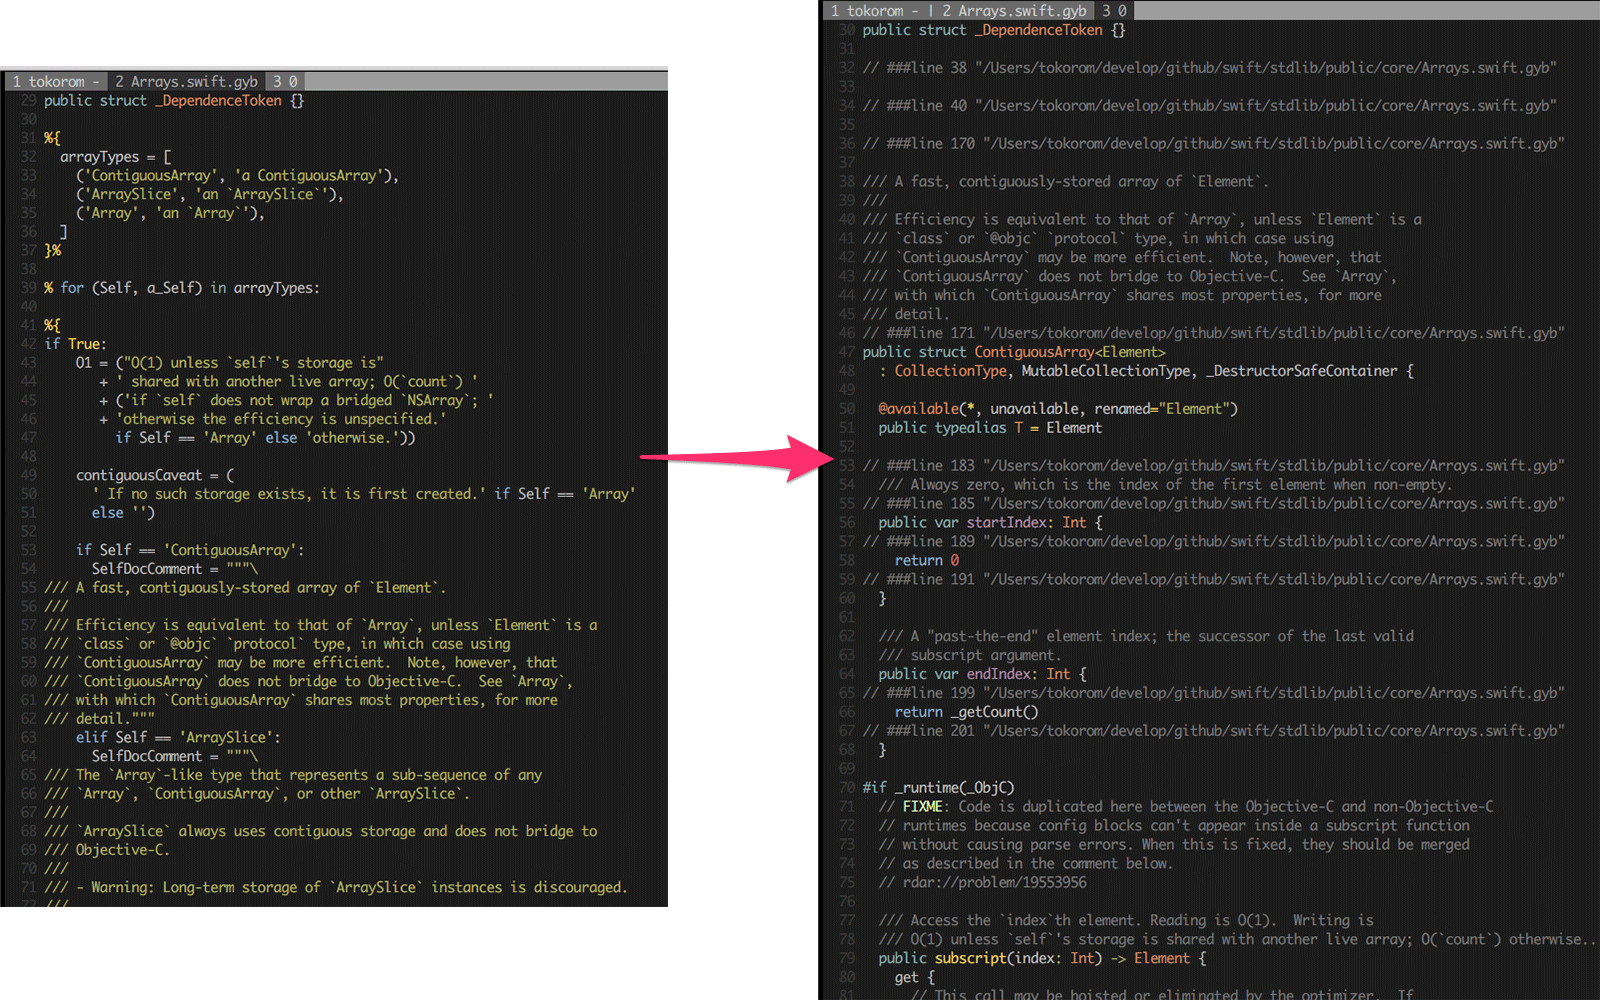 1 tokorom - 2 Arrays.swift.gyb 3 0
29 public struct _DependenceToken {}
30
31 %{
32   arrayTypes = [
33     ('ContiguousArray', 'a ContiguousArray'),
34     ('ArraySlice', 'an `ArraySlice`'),
35     ('Array', 'an `Array`'),
36   ]
37 }%
38
39 % for (Self, a_Self) in arrayTypes:
40
41 %{
42 if True:
43     O1 = ("O(1) unless `self`'s storage is"
44        + ' shared with another live array; O(`count`) '
45        + ('if `self` does not wrap a bridged `NSArray`; '
46        + 'otherwise the efficiency is unspecified.'
47          if Self == 'Array' else 'otherwise.'))
48
49     contiguousCaveat = (
50       ' If no such storage exists, it is first created.' if Self == 'Array'
51       else '')
52
53     if Self == 'ContiguousArray':
54       SelfDocComment = """\
55 /// A fast, contiguously-stored array of `Element`.
56 ///
57 /// Efficiency is equivalent to that of `Array`, unless `Element` is a
58 /// `class` or `@objc` `protocol` type, in which case using
59 /// `ContiguousArray` may be more efficient.  Note, however, that
60 /// `ContiguousArray` does not bridge to Objective-C.  See `Array`,
61 /// with which `ContiguousArray` shares most properties, for more
62 /// detail."""
63     elif Self == 'ArraySlice':
64       SelfDocComment = """\
65 /// The `Array`-like type that represents a sub-sequence of any
66 /// `Array`, `ContiguousArray`, or other `ArraySlice`.
67 ///
68 /// `ArraySlice` always uses contiguous storage and does not bridge to
69 /// Objective-C.
70 ///
71 /// - Warning: Long-term storage of `ArraySlice` instances is discouraged.
72 ///
1 tokorom - | 2 Arrays.swift.gyb 3 0
30 public struct _DependenceToken {}
31
32 // ###line 38 "/Users/tokorom/develop/github/swift/stdlib/public/core/Arrays.swift.gyb"
33
34 // ###line 40 "/Users/tokorom/develop/github/swift/stdlib/public/core/Arrays.swift.gyb"
35
36 // ###line 170 "/Users/tokorom/develop/github/swift/stdlib/public/core/Arrays.swift.gyb"
37
38 /// A fast, contiguously-stored array of `Element`.
39 ///
40 /// Efficiency is equivalent to that of `Array`, unless `Element` is a
41 /// `class` or `@objc` `protocol` type, in which case using
42 /// `ContiguousArray` may be more efficient.  Note, however, that
43 /// `ContiguousArray` does not bridge to Objective-C.  See `Array`,
44 /// with which `ContiguousArray` shares most properties, for more
45 /// detail.
46 // ###line 171 "/Users/tokorom/develop/github/swift/stdlib/public/core/Arrays.swift.gyb"
47 public struct ContiguousArray<Element>
48   : CollectionType, MutableCollectionType, _DestructorSafeContainer {
49
50   @available(*, unavailable, renamed="Element")
51   public typealias T = Element
52
53 // ###line 183 "/Users/tokorom/develop/github/swift/stdlib/public/core/Arrays.swift.gyb"
54   /// Always zero, which is the index of the first element when non-empty.
55 // ###line 185 "/Users/tokorom/develop/github/swift/stdlib/public/core/Arrays.swift.gyb"
56   public var startIndex: Int {
57 // ###line 189 "/Users/tokorom/develop/github/swift/stdlib/public/core/Arrays.swift.gyb"
58     return 0
59 // ###line 191 "/Users/tokorom/develop/github/swift/stdlib/public/core/Arrays.swift.gyb"
60   }
61
62   /// A "past-the-end" element index; the successor of the last valid
63   /// subscript argument.
64   public var endIndex: Int {
65 // ###line 199 "/Users/tokorom/develop/github/swift/stdlib/public/core/Arrays.swift.gyb"
66     return _getCount()
67 // ###line 201 "/Users/tokorom/develop/github/swift/stdlib/public/core/Arrays.swift.gyb"
68   }
69
70 #if _runtime(_ObjC)
71   // FIXME: Code is duplicated here between the Objective-C and non-Objective-C
72   // runtimes because config blocks can't appear inside a subscript function
73   // without causing parse errors. When this is fixed, they should be merged
74   // as described in the comment below.
75   // rdar://problem/19553956
76
77   /// Access the `index`th element. Reading is O(1).  Writing is
78   /// O(1) unless `self`'s storage is shared with another live array; O(`count`) otherwise..
79   public subscript(index: Int) -> Element {
80     get {
81       // This call may be hoisted or eliminated by the optimizer.  If